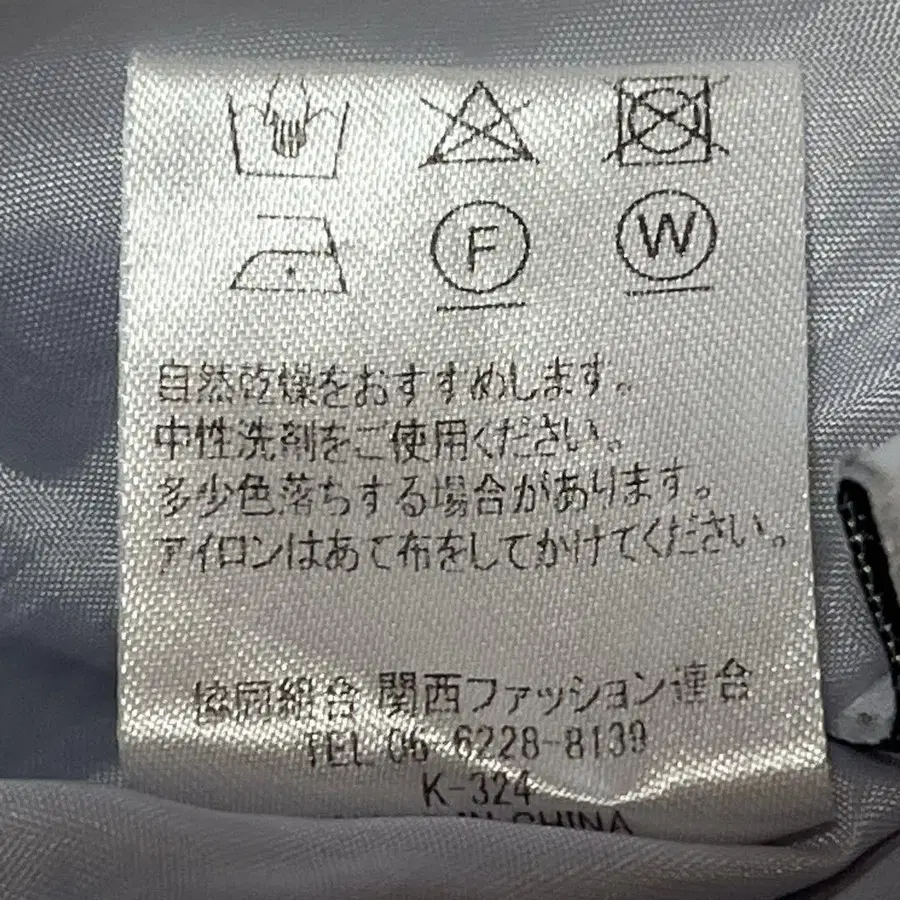 F W
自然乾燥をおすすめします。
中性洗剤をご使用ください。
多少色落ちする場合があります。
アイロンはあて布をしてかけてください。
協同組合 関西ファッション連合
TEL 06-6228-8139
K-324
IN CHINA